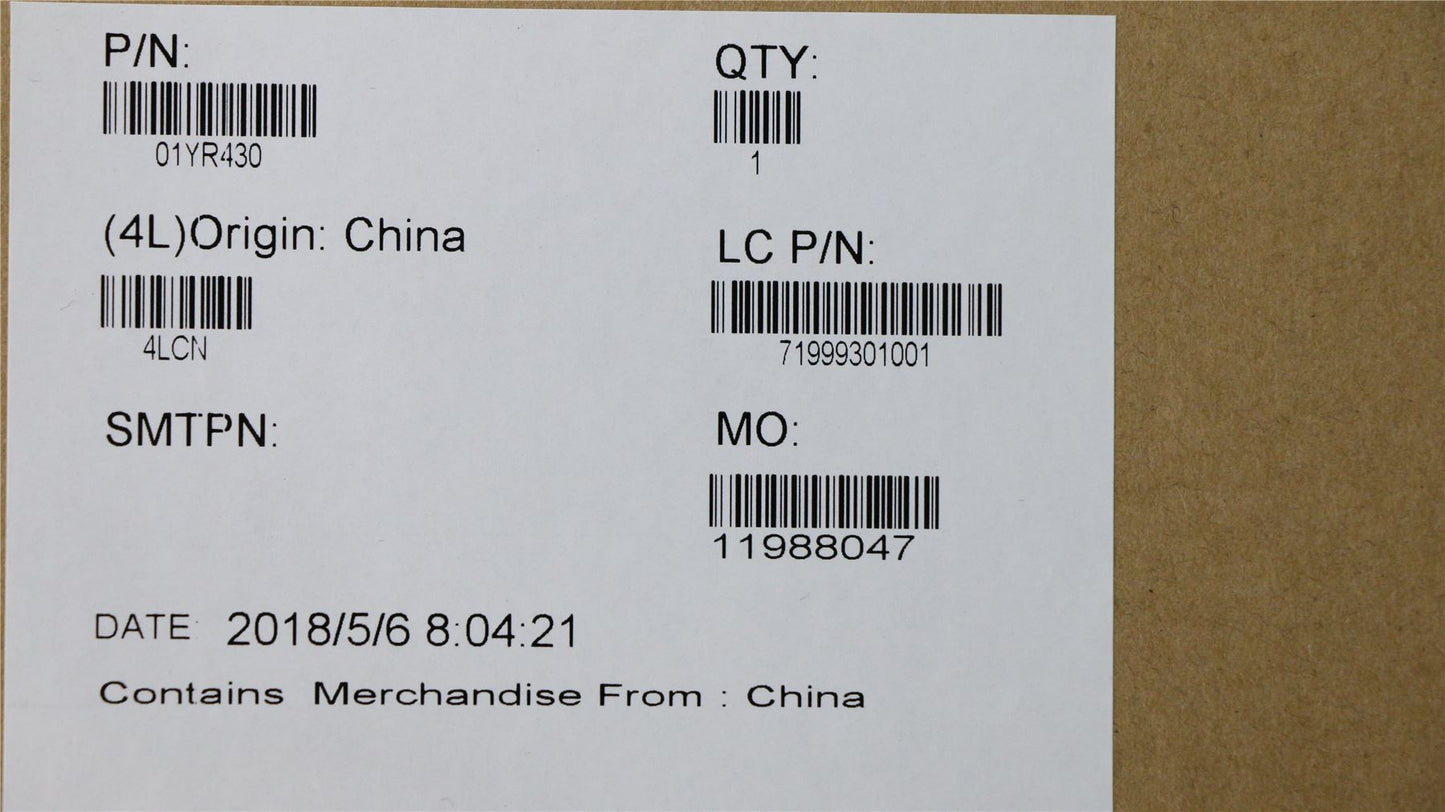 P/N:
01YR430
QTY:
1
(4L)Origin: China
4LCN
LC P/N:
71999301001
SMTPN:
MO:
11988047
DATE: 2018/5/6 8:04:21
Contains Merchandise From : China